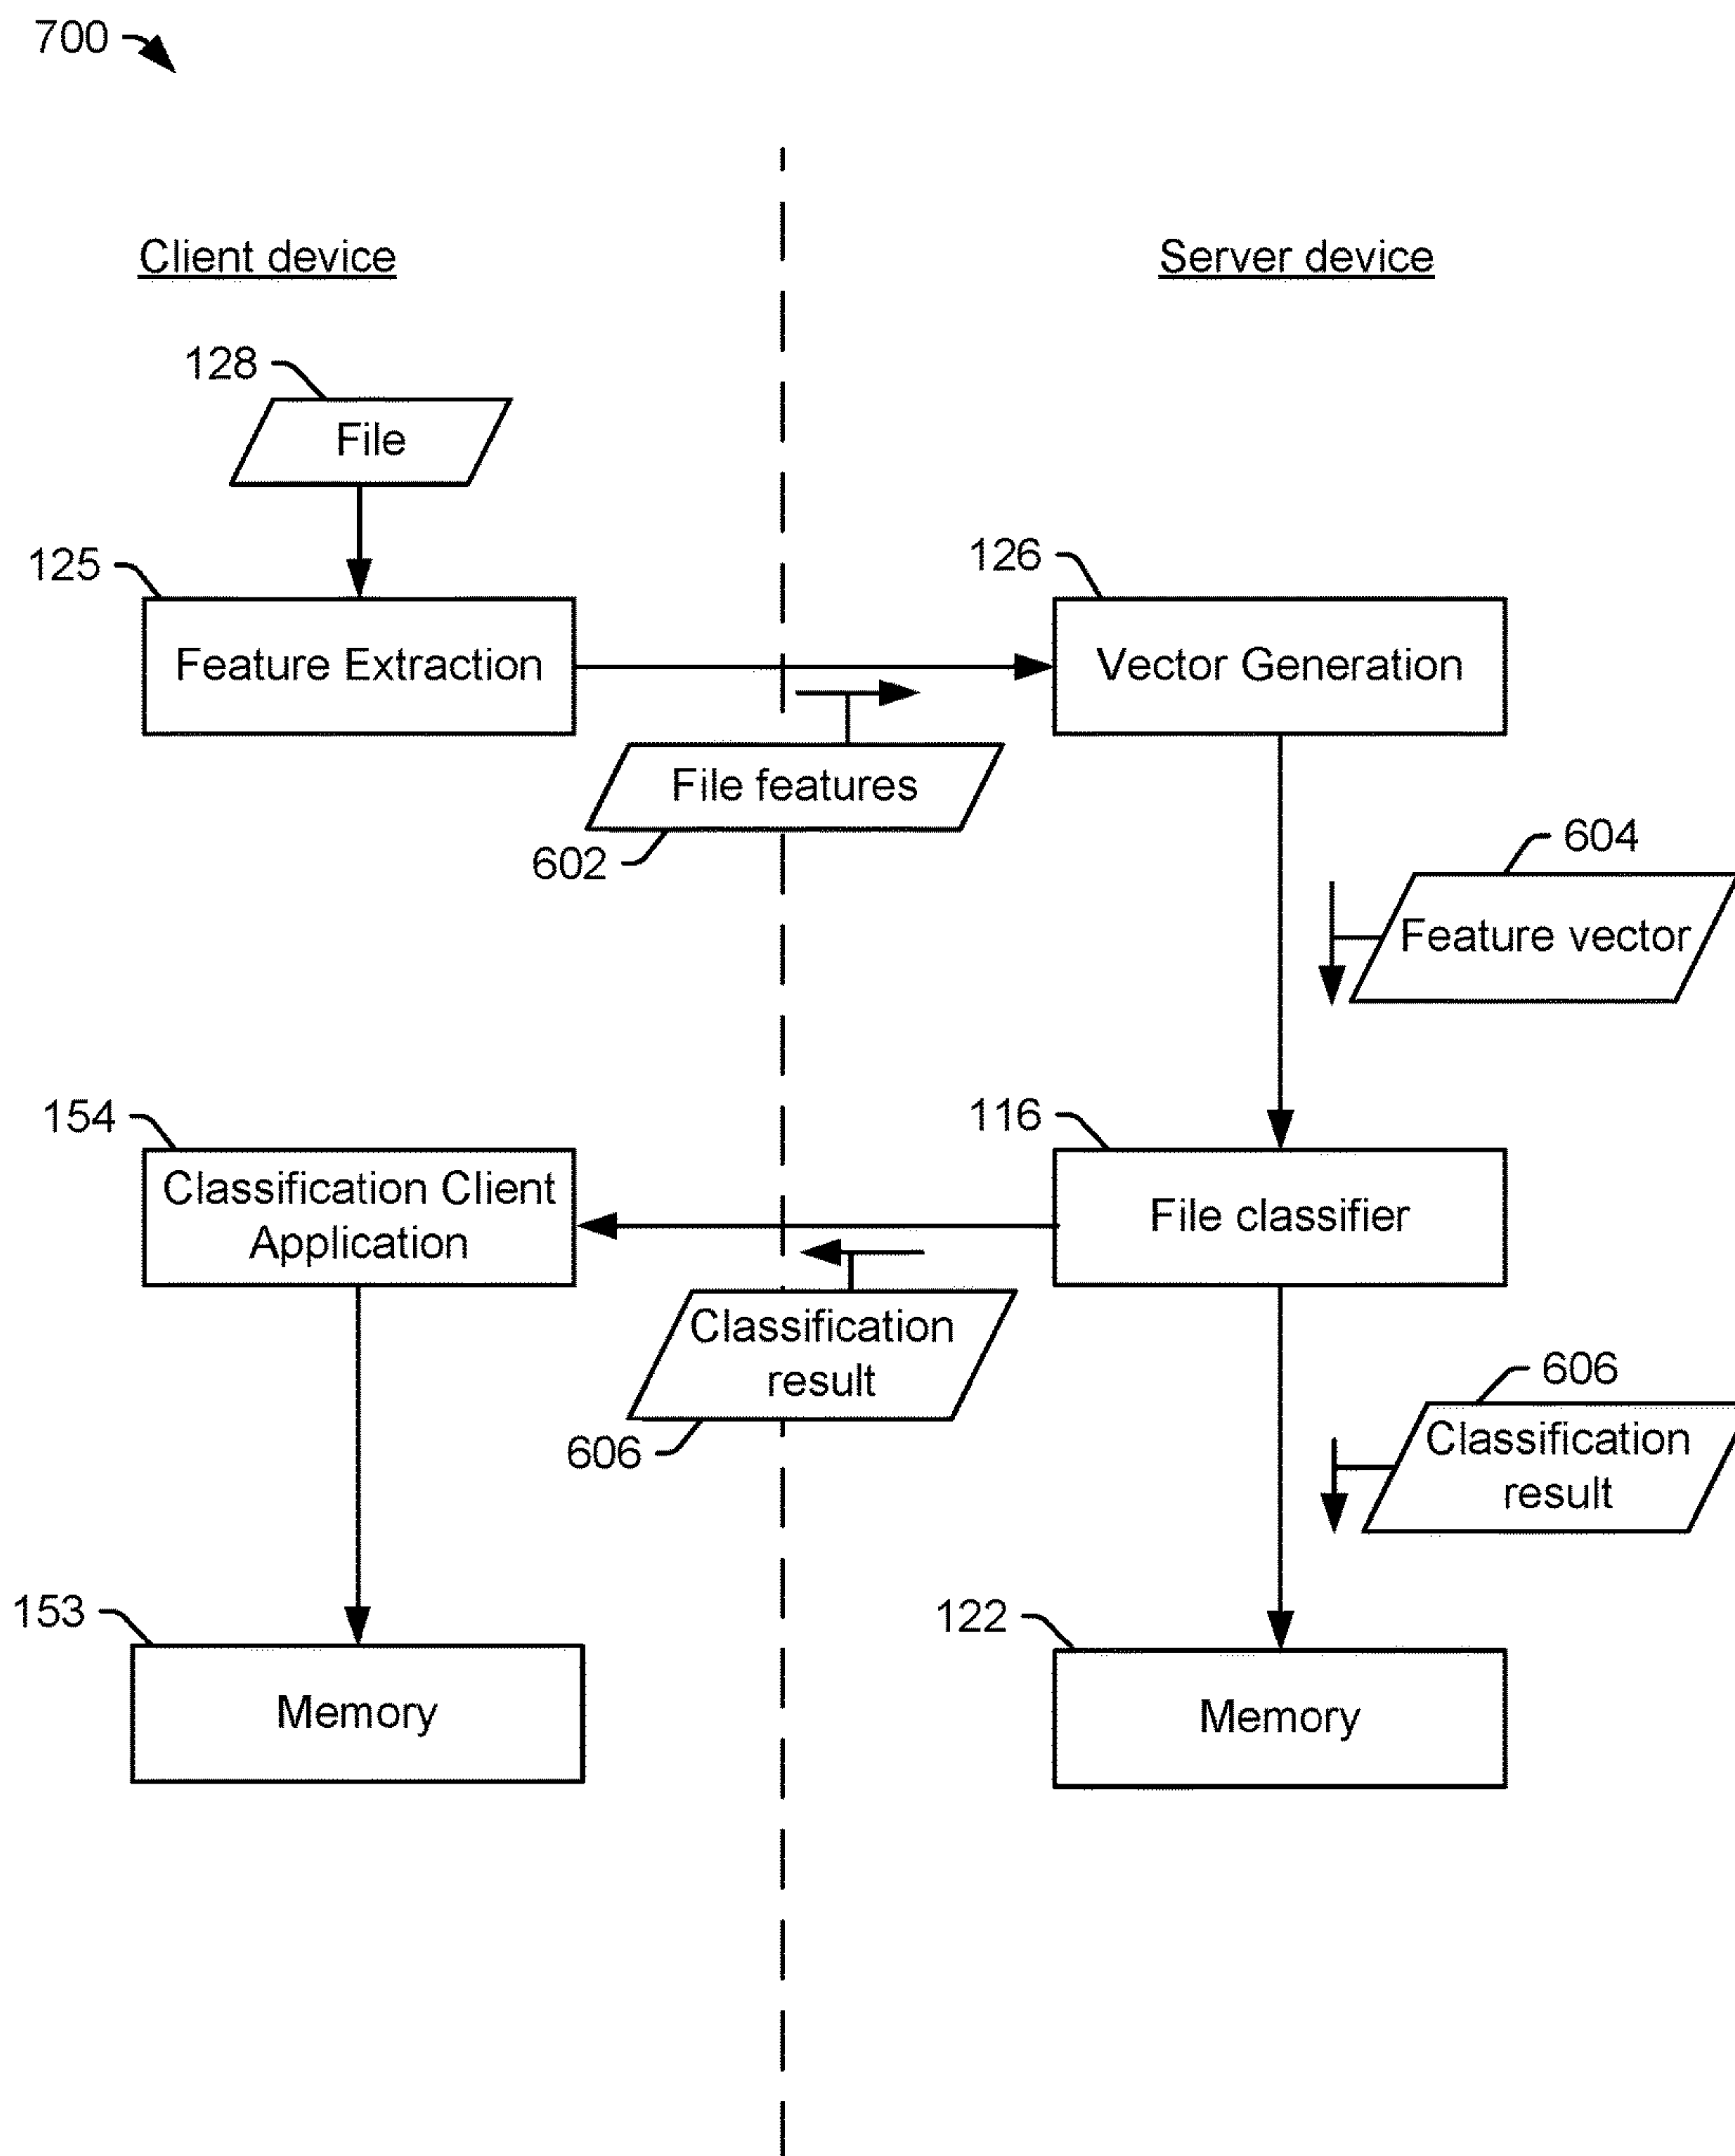 700
Client device
Server device
128
File
125
126
Feature Extraction
Vector Generation
File features
602
604
Feature vector
154
116
Classification Client
Application
File classifier
Classification
result
606
606
Classification
result
153
122
Memory
Memory